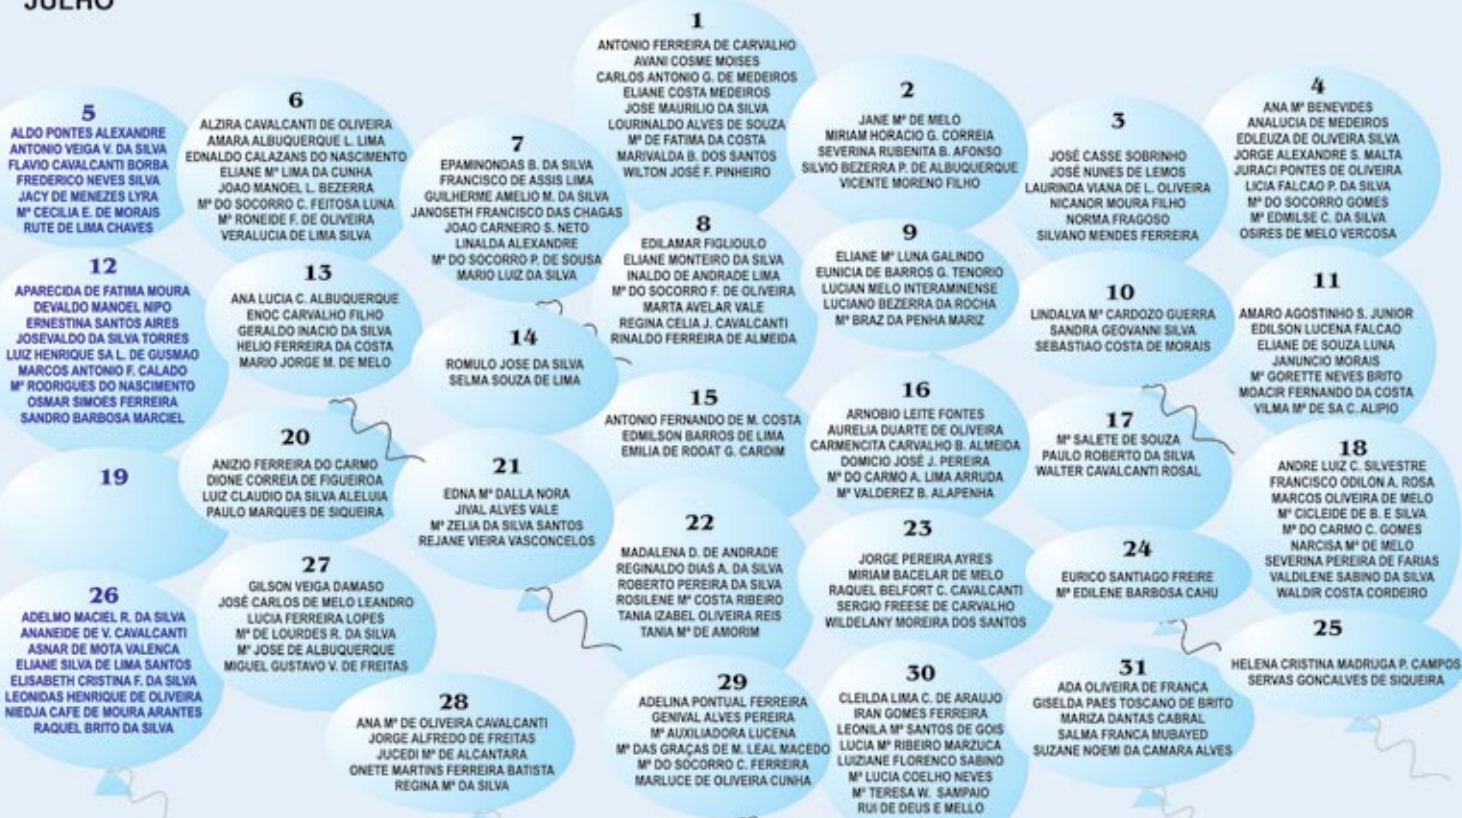 JULHO
1
ANTONIO FERREIRA DE CARVALHO
AVANI COSME MOISES
CARLOS ANTONIO G. DE MEDEIROS
ELIANE COSTA MEDEIROS
JOSE MAURILIO DA SILVA
LOURINALDO ALVES DE SOUZA
Mª DE FATIMA DA COSTA
MARIVALDA B. DOS SANTOS
WILTON JOSÉ F. PINHEIRO
2
JANE Mª DE MELO
MIRIAM HORACIO G. CORREIA
SEVERINA RUBENITA B. AFONSO
SILVIO BEZERRA P. DE ALBUQUERQUE
VICENTE MORENO FILHO
3
JOSÉ CASSE SOBRINHO
JOSÉ NUNES DE LEMOS
LAURINDA VIANA DE L. OLIVEIRA
NICANOR MOURA FILHO
NORMA FRAGOSO
SILVANO MENDES FERREIRA
4
ANA Mª BENEVIDES
ANALUCIA DE MEDEIROS
EDLEUZA DE OLIVEIRA SILVA
JORGE ALEXANDRE S. MALTA
JURACI PONTES DE OLIVEIRA
LICIA FALCAO P. DA SILVA
Mª DO SOCORRO GOMES
Mª EDMILSE C. DA SILVA
OSIRES DE MELO VERCOSA
5
ALDO PONTES ALEXANDRE
ANTONIO VEIGA V. DA SILVA
FLAVIO CAVALCANTI BORBA
FREDERICO NEVES SILVA
JACY DE MENEZES LYRA
Mª CECILIA E. DE MORAIS
RUTE DE LIMA CHAVES
6
ALZIRA CAVALCANTI DE OLIVEIRA
AMARA ALBUQUERQUE L. LIMA
EDNALDO CALAZANS DO NASCIMENTO
ELIANE Mª LIMA DA CUNHA
JOAO MANOEL L. BEZERRA
Mª DO SOCORRO C. FEITOSA LUNA
Mª RONEIDE F. DE OLIVEIRA
VERALUCIA DE LIMA SILVA
7
EPAMINONDAS B. DA SILVA
FRANCISCO DE ASSIS LIMA
GUILHERME AMELIO M. DA SILVA
JANOSETH FRANCISCO DAS CHAGAS
JOAO CARNEIRO S. NETO
LINALDA ALEXANDRE
Mª DO SOCORRO P. DE SOUSA
MARIO LUIZ DA SILVA
8
EDILAMAR FIGLIOULO
ELIANE MONTEIRO DA SILVA
INALDO DE ANDRADE LIMA
Mª DO SOCORRO F. DE OLIVEIRA
MARTA AVELAR VALE
REGINA CELIA J. CAVALCANTI
RINALDO FERREIRA DE ALMEIDA
9
ELIANE Mª LUNA GALINDO
EUNICIA DE BARROS G. TENORIO
LUCIAN MELO INTERAMINENSE
LUCIANO BEZERRA DA ROCHA
Mª BRAZ DA PENHA MARIZ
10
LINDALVA Mª CARDOZO GUERRA
SANDRA GEOVANNI SILVA
SEBASTIAO COSTA DE MORAIS
11
AMARO AGOSTINHO S. JUNIOR
EDILSON LUCENA FALCAO
ELIANE DE SOUZA LUNA
JANUNCIO MORAIS
Mª GORETTE NEVES BRITO
MOACIR FERNANDO DA COSTA
VILMA Mª DE SA C. ALIPIO
12
APARECIDA DE FATIMA MOURA
DEVALDO MANOEL NIPO
ERNESTINA SANTOS AIRES
JOSEVALDO DA SILVA TORRES
LUIZ HENRIQUE SA L. DE GUSMAO
MARCOS ANTONIO F. CALADO
Mª RODRIGUES DO NASCIMENTO
OSMAR SIMOES FERREIRA
SANDRO BARBOSA MARCIEL
13
ANA LUCIA C. ALBUQUERQUE
ENOC CARVALHO FILHO
GERALDO INACIO DA SILVA
HELIO FERREIRA DA COSTA
MARIO JORGE M. DE MELO
14
ROMULO JOSE DA SILVA
SELMA SOUZA DE LIMA
15
ANTONIO FERNANDO DE M. COSTA
EDMILSON BARROS DE LIMA
EMILIA DE RODAT G. CARDIM
16
ARNOBIO LEITE FONTES
AURELIA DUARTE DE OLIVEIRA
CARMENCITA CARVALHO B. ALMEIDA
DOMICIO JOSÉ J. PEREIRA
Mª DO CARMO A. LIMA ARRUDA
Mª VALDEREZ B. ALAPENHA
17
Mª SALETE DE SOUZA
PAULO ROBERTO DA SILVA
WALTER CAVALCANTI ROSAL
18
ANDRE LUIZ C. SILVESTRE
FRANCISCO ODILON A. ROSA
MARCOS OLIVEIRA DE MELO
Mª CICLEIDE DE B. E SILVA
Mª DO CARMO C. GOMES
NARCISA Mª DE MELO
SEVERINA PEREIRA DE FARIAS
VALDILENE SABINO DA SILVA
WALDIR COSTA CORDEIRO
19
20
ANIZIO FERREIRA DO CARMO
DIONE CORREIA DE FIGUEIROA
LUIZ CLAUDIO DA SILVA ALELUIA
PAULO MARQUES DE SIQUEIRA
21
EDNA Mª DALLA NORA
JIVAL ALVES VALE
Mª ZELIA DA SILVA SANTOS
REJANE VIEIRA VASCONCELOS
22
MADALENA D. DE ANDRADE
REGINALDO DIAS A. DA SILVA
ROBERTO PEREIRA DA SILVA
ROSILENE Mª COSTA RIBEIRO
TANIA IZABEL OLIVEIRA REIS
TANIA Mª DE AMORIM
23
JORGE PEREIRA AYRES
MIRIAM BACELAR DE MELO
RAQUEL BELFORT C. CAVALCANTI
SERGIO FREESE DE CARVALHO
WILDELANY MOREIRA DOS SANTOS
24
EURICO SANTIAGO FREIRE
Mª EDILENE BARBOSA CAHU
25
HELENA CRISTINA MADRUGA P. CAMPOS
SERVAS GONCALVES DE SIQUEIRA
26
ADELMO MACIEL R. DA SILVA
ANANEIDE DE V. CAVALCANTI
ASNAR DE MOTA VALENCA
ELIANE SILVA DE LIMA SANTOS
ELISABETH CRISTINA F. DA SILVA
LEONIDAS HENRIQUE DE OLIVEIRA
NIEDJA CAFE DE MOURA ARANTES
RAQUEL BRITO DA SILVA
27
GILSON VEIGA DAMASO
JOSÉ CARLOS DE MELO LEANDRO
LUCIA FERREIRA LOPES
Mª DE LOURDES R. DA SILVA
Mª JOSE DE ALBUQUERQUE
MIGUEL GUSTAVO V. DE FREITAS
28
ANA Mª DE OLIVEIRA CAVALCANTI
JORGE ALFREDO DE FREITAS
JUCEDI Mª DE ALCANTARA
ONETE MARTINS FERREIRA BATISTA
REGINA Mª DA SILVA
29
ADELINA PONTUAL FERREIRA
GENIVAL ALVES PEREIRA
Mª AUXILIADORA LUCENA
Mª DAS GRAÇAS DE M. LEAL MACEDO
Mª DO SOCORRO C. FERREIRA
MARLUCE DE OLIVEIRA CUNHA
30
CLEILDA LIMA C. DE ARAUJO
IRAN GOMES FERREIRA
LEONILA Mª SANTOS DE GOIS
LUCIA Mª RIBEIRO MARZUCA
LUIZIANE FLORENCO SABINO
Mª LUCIA COELHO NEVES
Mª TERESA W. SAMPAIO
RUI DE DEUS E MELLO
31
ADA OLIVEIRA DE FRANCA
GISELDA PAES TOSCANO DE BRITO
MARIZA DANTAS CABRAL
SALMA FRANCA MUBAYED
SUZANE NOEMI DA CAMARA ALVES